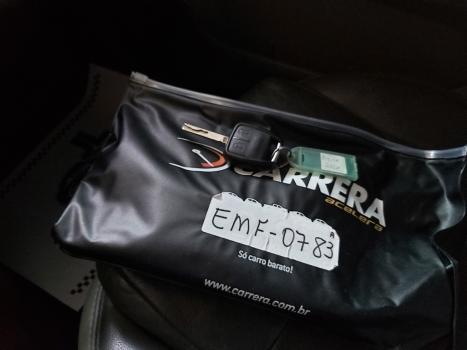 CARRERA
acelera
EMF-0783
A
Só carro barato!
www.carrera.com.br